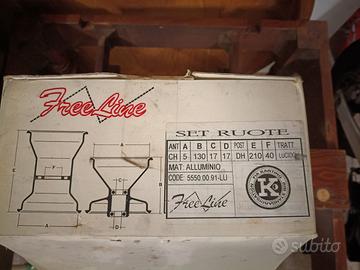 Free Line
SET RUOTE
ANT A B C D POST E F TRATT.
CH 5 130 17 17 DH 210 40 LUCIDO
MAT: ALLUMINIO
CODE: 5550.00.91-LU
Free Line
F
C
B
A
E
D
K
subito